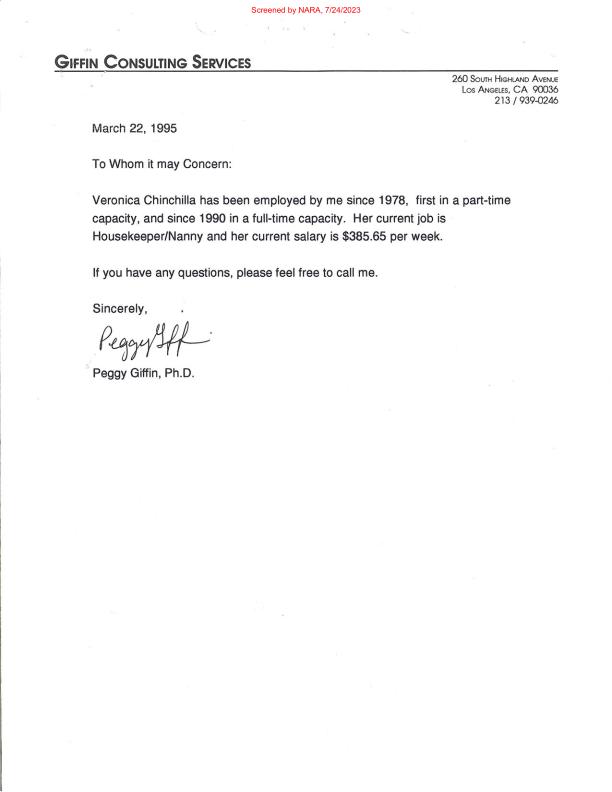 Screened by NARA, 7/24/2023
GIFFIN CONSULTING SERVICES
260 SOUTH HIGHLAND AVENUE
LOS ANGELES, CA 90036
213 / 939-0246
March 22, 1995
To Whom it may Concern:
Veronica Chinchilla has been employed by me since 1978, first in a part-time
capacity, and since 1990 in a full-time capacity. Her current job is
Housekeeper/Nanny and her current salary is $385.65 per week.
If you have any questions, please feel free to call me.
Sincerely,
Peggy Giff
Peggy Giffin, Ph.D.